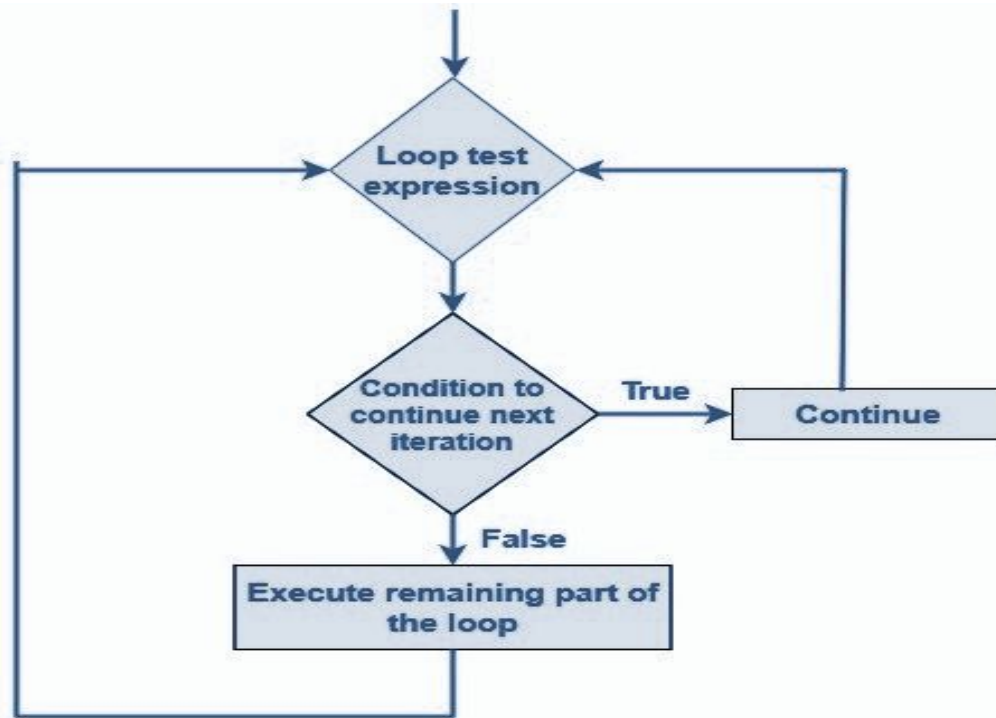 Loop test
expression
Condition to
continue next
iteration
True
Continue
False
Execute remaining part of
the loop